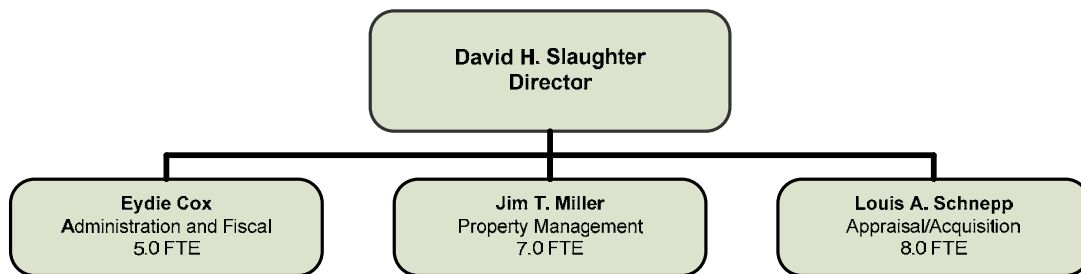 David H. Slaughter
Director
Eydie Cox
Administration and Fiscal
5.0 FTE
Jim T. Miller
Property Management
7.0 FTE
Louis A. Schnepp
Appraisal/Acquisition
8.0 FTE